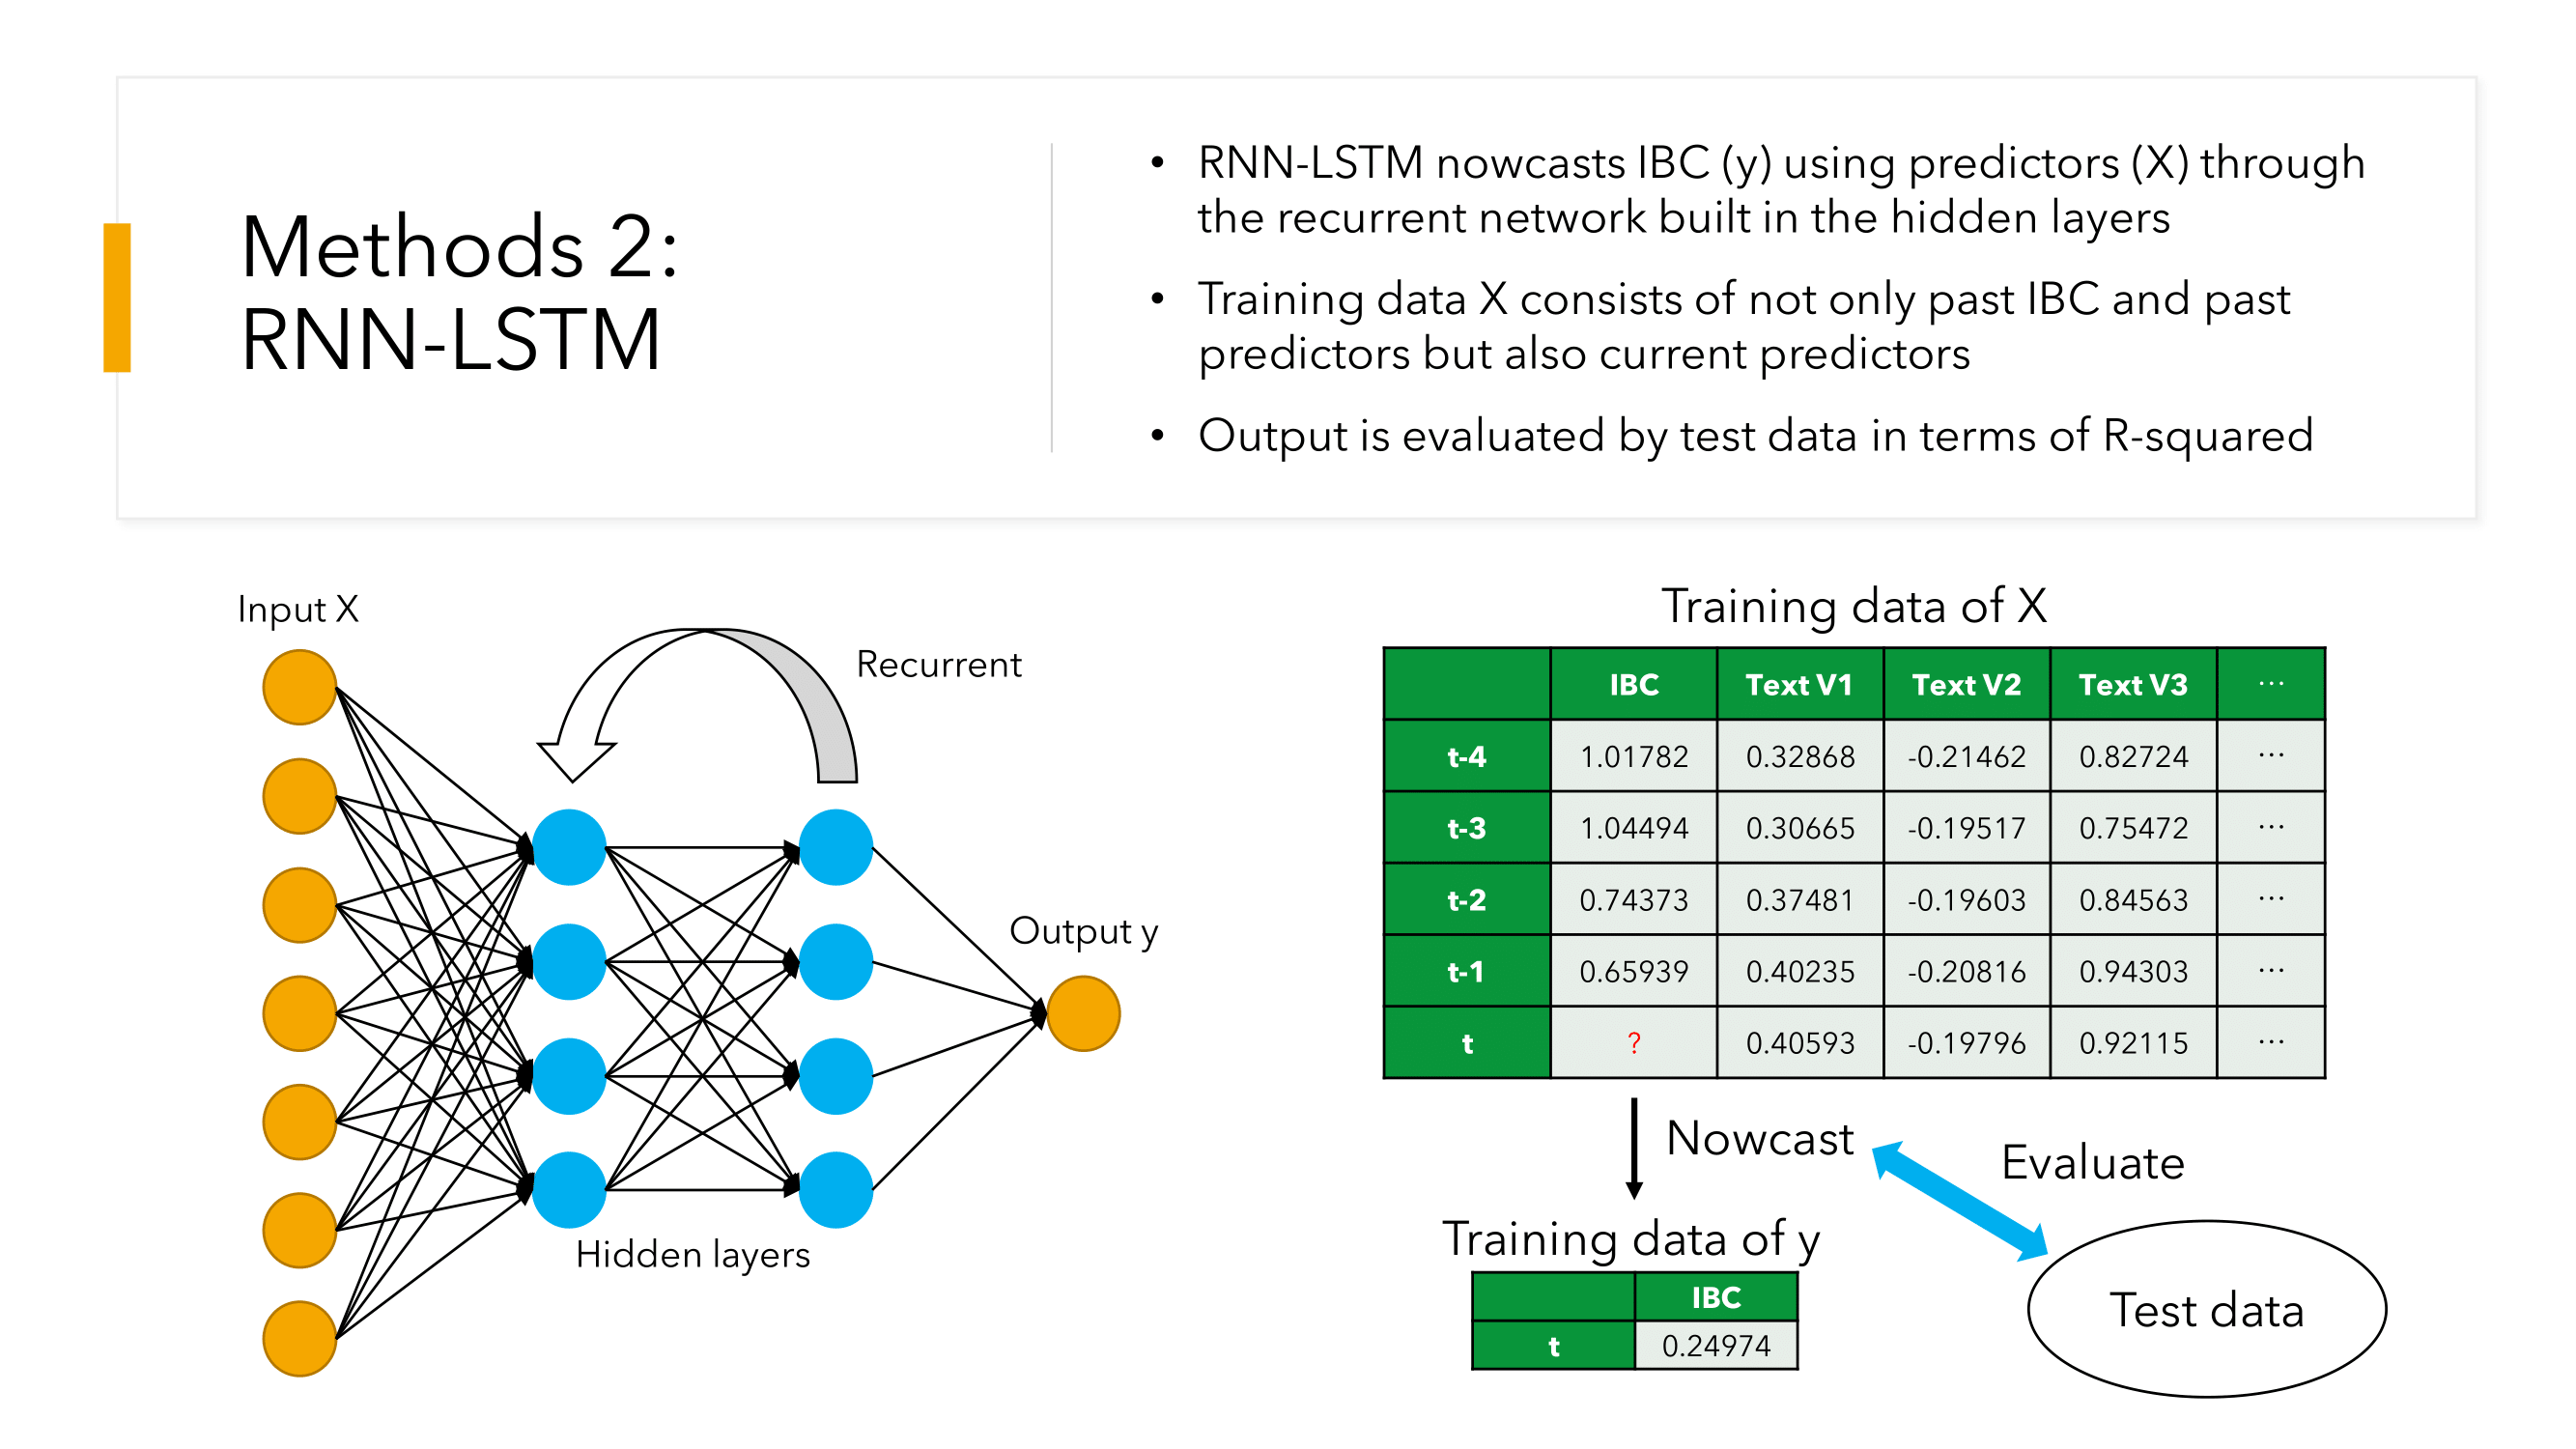 Methods 2:
RNN-LSTM
• RNN-LSTM nowcasts IBC (y) using predictors (X) through
the recurrent network built in the hidden layers
• Training data X consists of not only past IBC and past
predictors but also current predictors
• Output is evaluated by test data in terms of R-squared
Input X
Recurrent
Output y
Hidden layers
Training data of X
IBC Text V1 Text V2 Text V3 …
t-4 1.01782 0.32868 -0.21462 0.82724 …
t-3 1.04494 0.30665 -0.19517 0.75472 …
t-2 0.74373 0.37481 -0.19603 0.84563 …
t-1 0.65939 0.40235 -0.20816 0.94303 …
t ? 0.40593 -0.19796 0.92115 …
Nowcast
Evaluate
Training data of y
IBC
t 0.24974
Test data